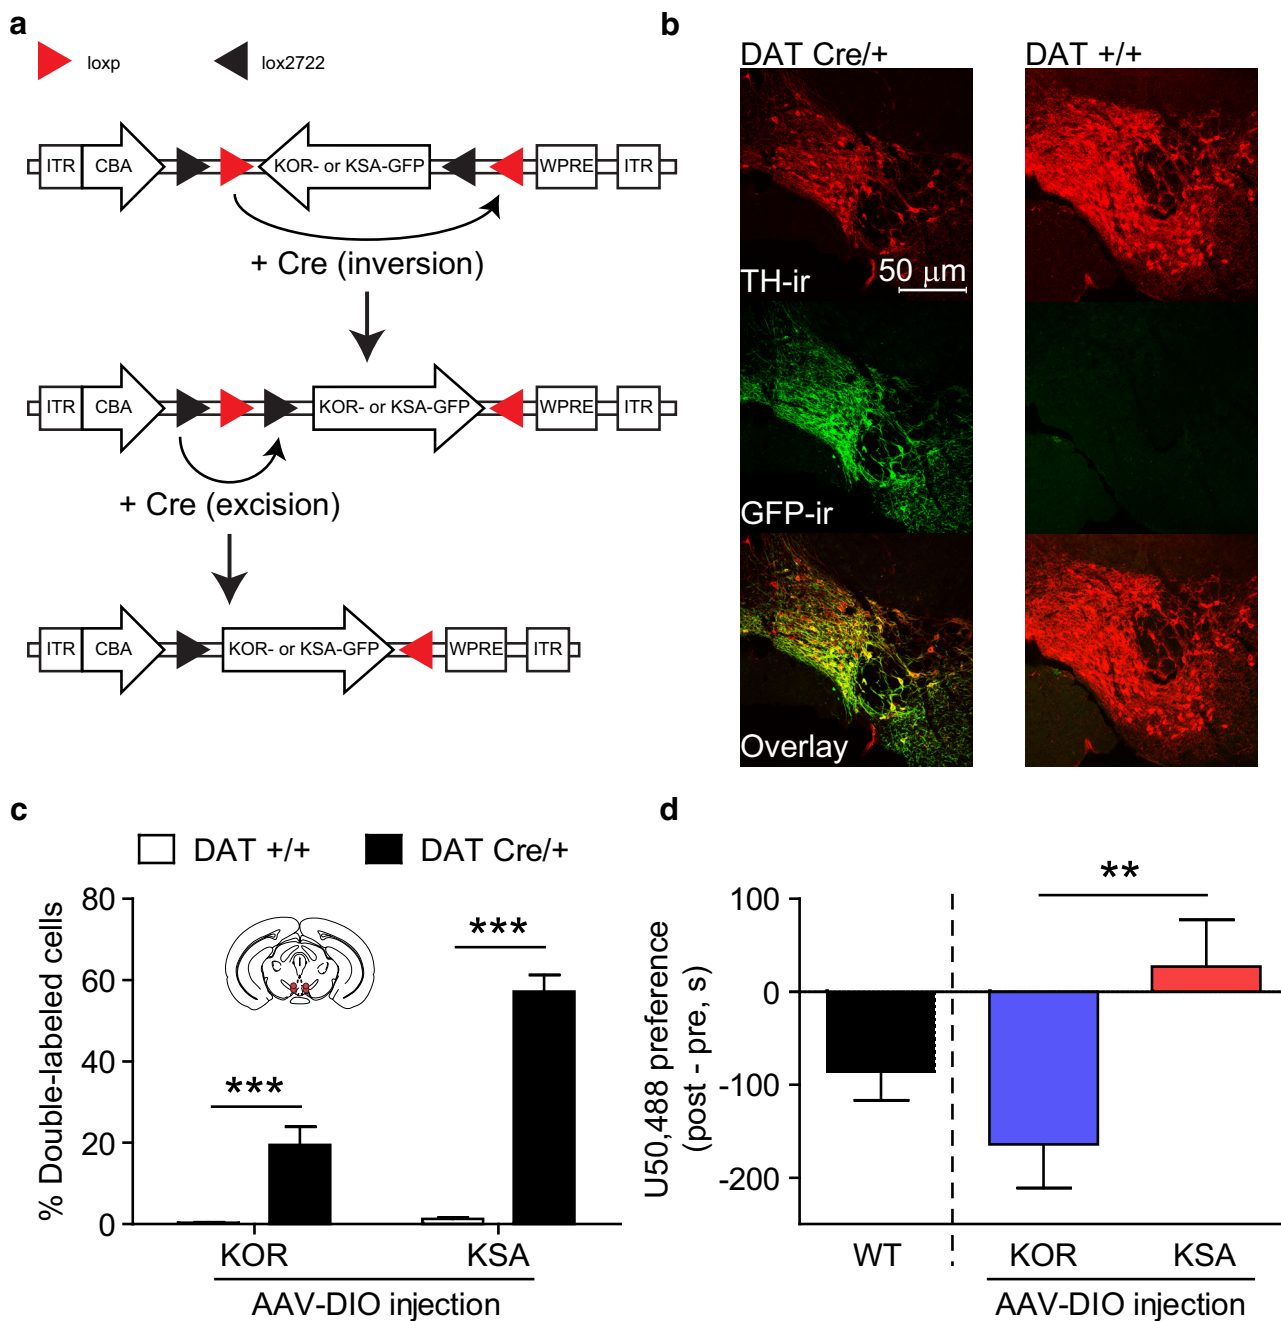 a
loxp
lox2722
ITR CBA KOR- or KSA-GFP WPRE ITR
+ Cre (inversion)
ITR CBA KOR- or KSA-GFP WPRE ITR
+ Cre (excision)
ITR CBA KOR- or KSA-GFP WPRE ITR
b
DAT Cre/+ DAT +/+
TH-ir
50 µm
GFP-ir
Overlay
c
DAT +/+ DAT Cre/+
% Double-labeled cells
80
60
40
20
0
***
***
KOR KSA
AAV-DIO injection
d
U50,488 preference
(post - pre, s)
100
0
-100
-200
**
WT KOR KSA
AAV-DIO injection